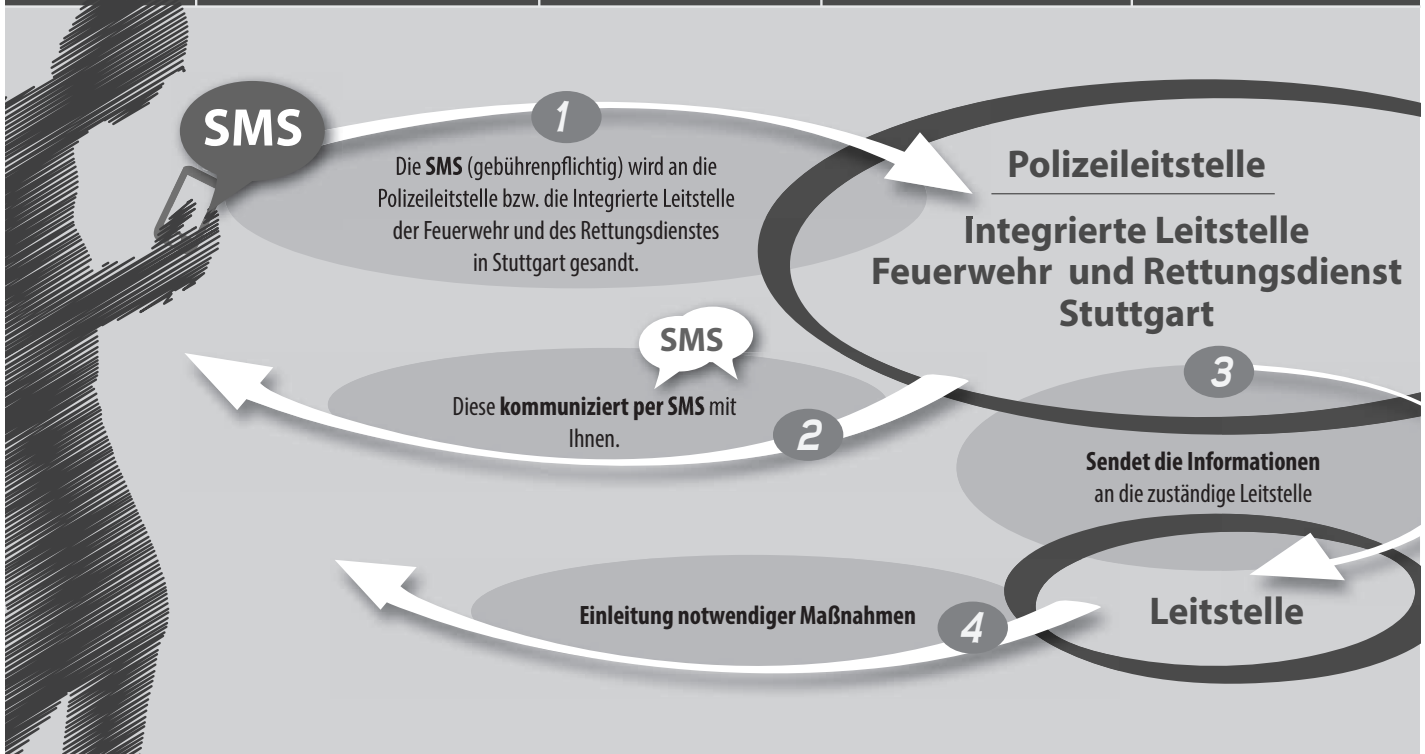 SMS
1
Die SMS (gebührenpflichtig) wird an die
Polizeileitstelle bzw. die Integrierte Leitstelle
der Feuerwehr und des Rettungsdienstes
in Stuttgart gesandt.
Polizeileitstelle
Integrierte Leitstelle
Feuerwehr und Rettungsdienst
Stuttgart
SMS
Diese kommuniziert per SMS mit
Ihnen.
2
3
Sendet die Informationen
an die zuständige Leitstelle
Einleitung notwendiger Maßnahmen
4
Leitstelle